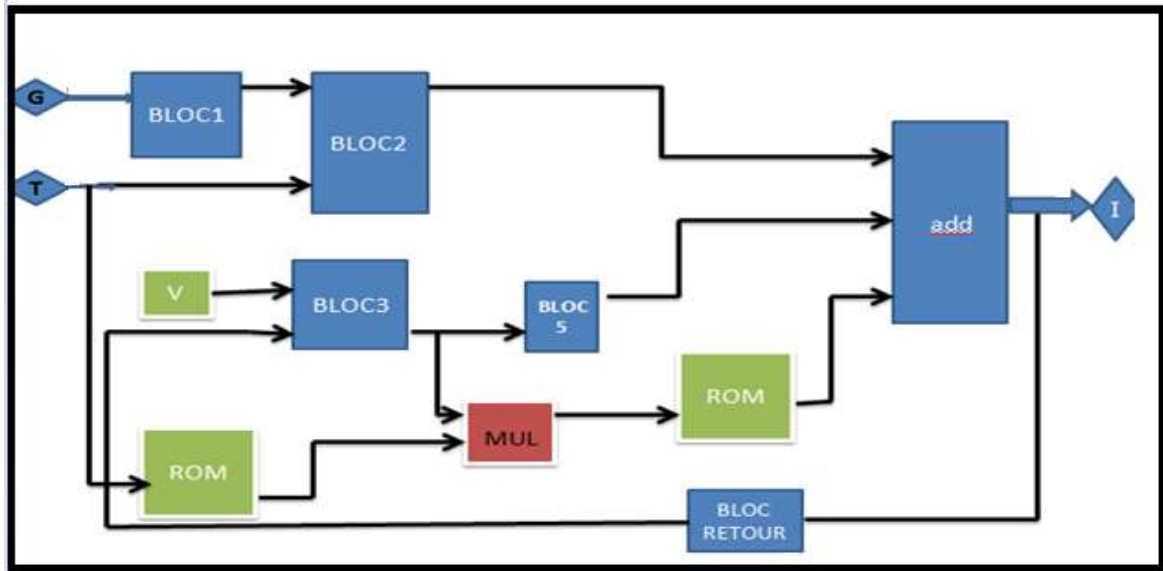 G
BLOC1
BLOC2
T
add
I
V
BLOC3
BLOC
5
ROM
MUL
ROM
BLOC
RETOUR